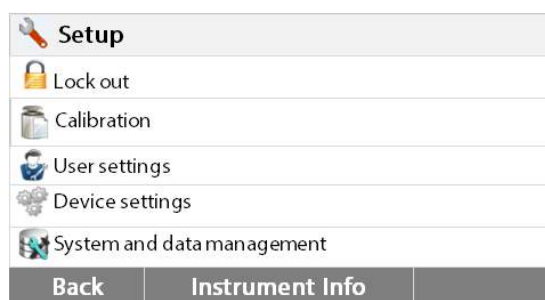 Setup
Lock out
Calibration
User settings
Device settings
System and data management
Back Instrument Info